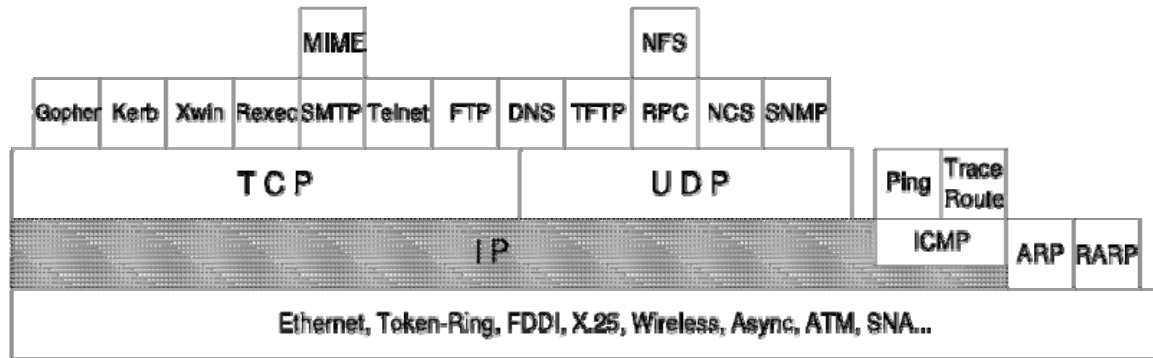 MIME NFS
Gopher Kerb Xwin Rexec SMTP Telnet FTP DNS TFTP RPC NCS SNMP
TCP UDP Ping Trace
Route
IP ICMP ARP RARP
Ethernet, Token-Ring, FDDI, X.25, Wireless, Async, ATM, SNA...